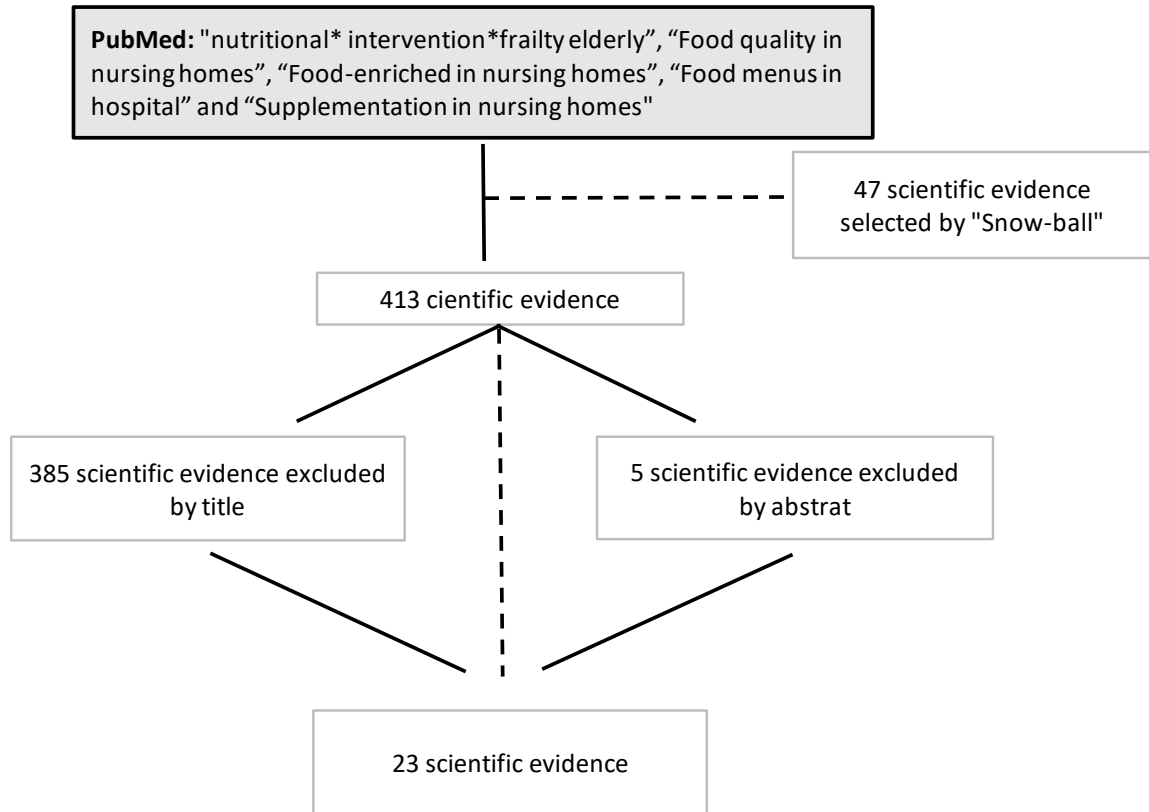 PubMed: "nutritional* intervention*frailty elderly”, “Food quality in
nursing homes”, “Food-enriched in nursing homes”, “Food menus in
hospital” and “Supplementation in nursing homes"
47 scientific evidence
selected by "Snow-ball"
413 cientific evidence
385 scientific evidence excluded
by title
5 scientific evidence excluded
by abstrat
23 scientific evidence